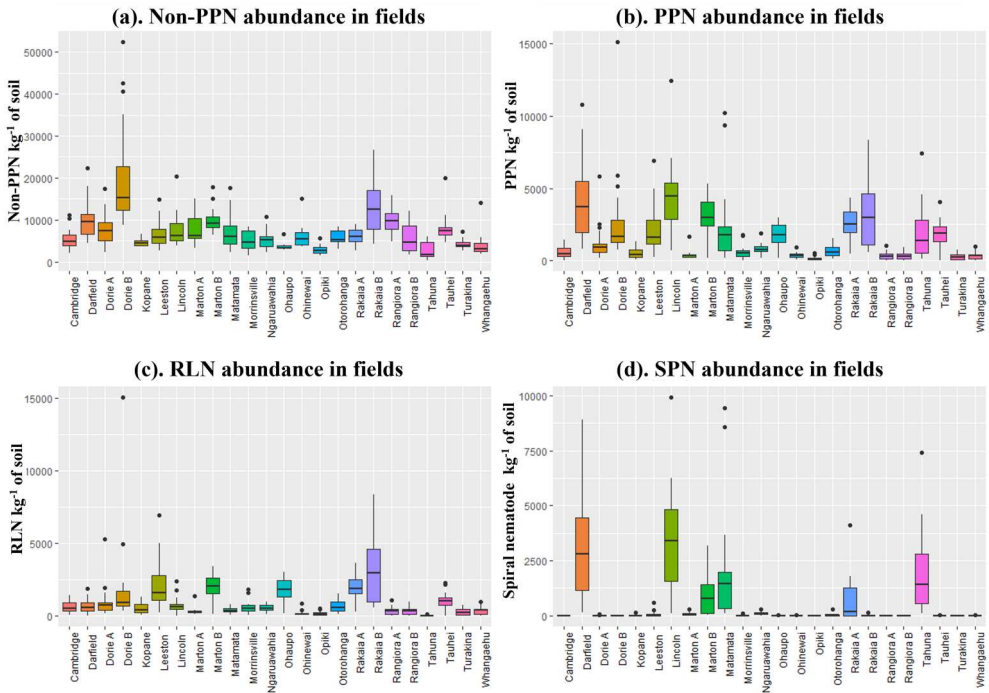 (a). Non-PPN abundance in fields
Non-PPN kg-1 of soil
50000
40000
30000
20000
10000
0
Cambridge
Darfield
Dorie A
Dorie B
Kopane
Leeston
Lincoln
Marton A
Marton B
Matamata
Morrinsville
Ngaruawahia
Ohaupo
Ohinewai
Opiki
Otorohanga
Rakaia A
Rakaia B
Rangiora A
Rangiora B
Tahuna
Tauhei
Turakina
Whangaehu
(b). PPN abundance in fields
PPN kg-1 of soil
15000
10000
5000
0
Cambridge
Darfield
Dorie A
Dorie B
Kopane
Leeston
Lincoln
Marton A
Marton B
Matamata
Morrinsville
Ngaruawahia
Ohaupo
Ohinewai
Opiki
Otorohanga
Rakaia A
Rakaia B
Rangiora A
Rangiora B
Tahuna
Tauhei
Turakina
Whangaehu
(c). RLN abundance in fields
RLN kg-1 of soil
15000
10000
5000
0
Cambridge
Darfield
Dorie A
Dorie B
Kopane
Leeston
Lincoln
Marton A
Marton B
Matamata
Morrinsville
Ngaruawahia
Ohaupo
Ohinewai
Opiki
Otorohanga
Rakaia A
Rakaia B
Rangiora A
Rangiora B
Tahuna
Tauhei
Turakina
Whangaehu
(d). SPN abundance in fields
Spiral nematode kg-1 of soil
10000
7500
5000
2500
0
Cambridge
Darfield
Dorie A
Dorie B
Kopane
Leeston
Lincoln
Marton A
Marton B
Matamata
Morrinsville
Ngaruawahia
Ohaupo
Ohinewai
Opiki
Otorohanga
Rakaia A
Rakaia B
Rangiora A
Rangiora B
Tahuna
Tauhei
Turakina
Whangaehu